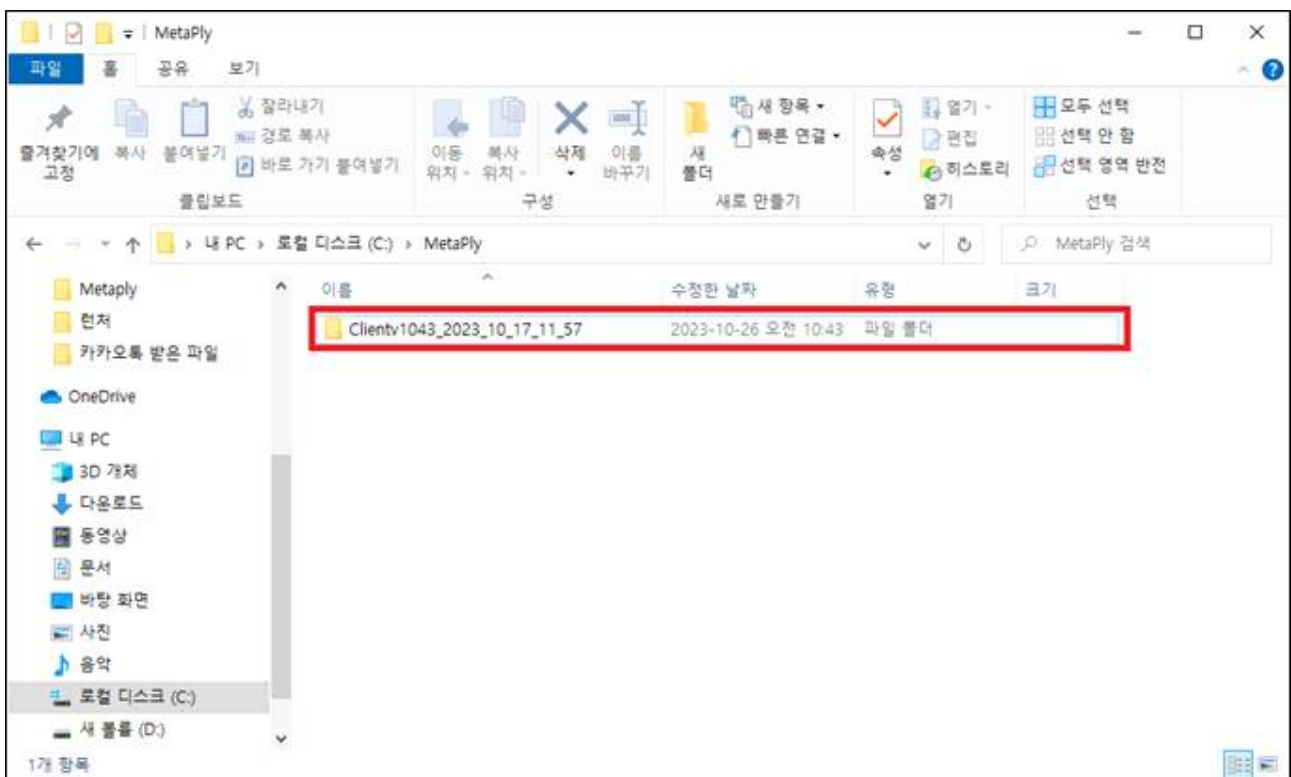 MetaPly
파일 홈 공유 보기
즐겨찾기에 고정
복사
붙여넣기
잘라내기
경로 복사
바로 가기 붙여넣기
클립보드
이동 위치
복사 위치
삭제
이름 바꾸기
구성
새 폴더
새 항목
빠른 연결
새로 만들기
속성
열기
편집
히스토리
열기
모두 선택
선택 안 함
선택 영역 반전
선택
내 PC > 로컬 디스크 (C:) > MetaPly
MetaPly 검색
Metaply
런처
카카오톡 받은 파일
OneDrive
내 PC
3D 개체
다운로드
동영상
문서
바탕 화면
사진
음악
로컬 디스크 (C:)
새 볼륨 (D:)
이름 수정한 날짜 유형 크기
Clientv1043_2023_10_17_11_57 2023-10-26 오전 10:43 파일 폴더
1개 항목